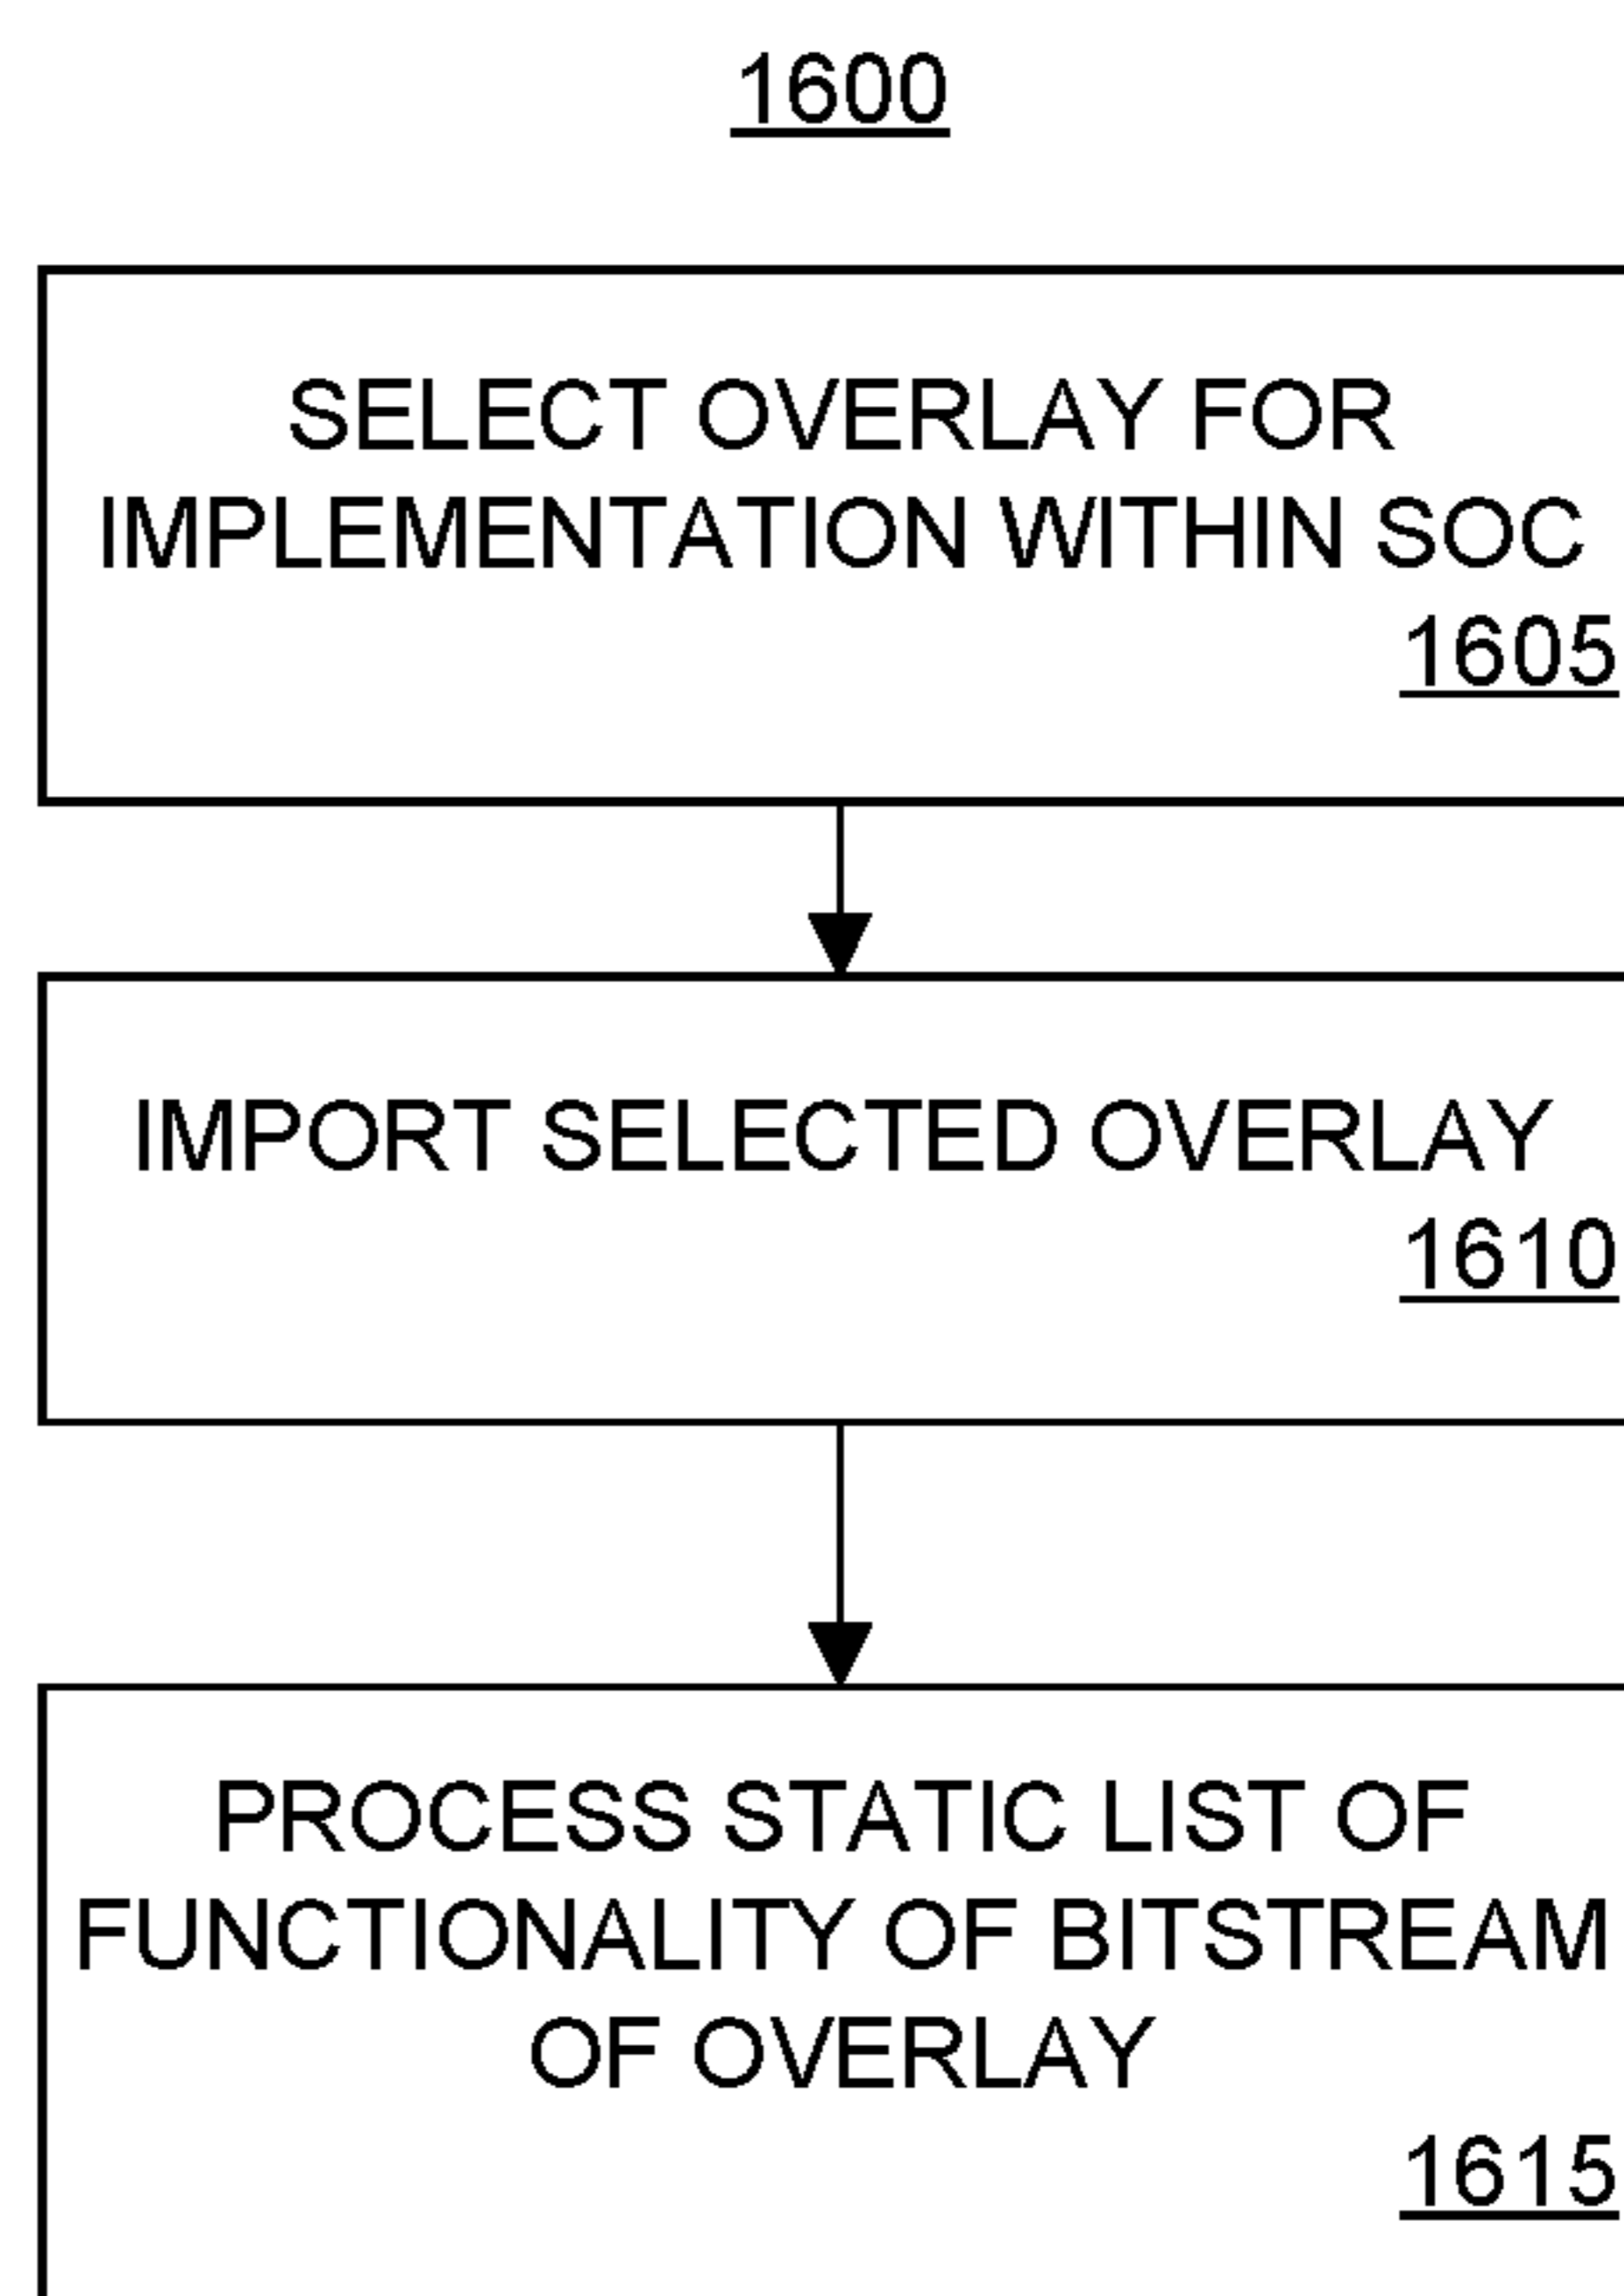 1600
SELECT OVERLAY FOR
IMPLEMENTATION WITHIN SOC
1605
IMPORT SELECTED OVERLAY
1610
PROCESS STATIC LIST OF
FUNCTIONALITY OF BITSTREAM
OF OVERLAY
1615